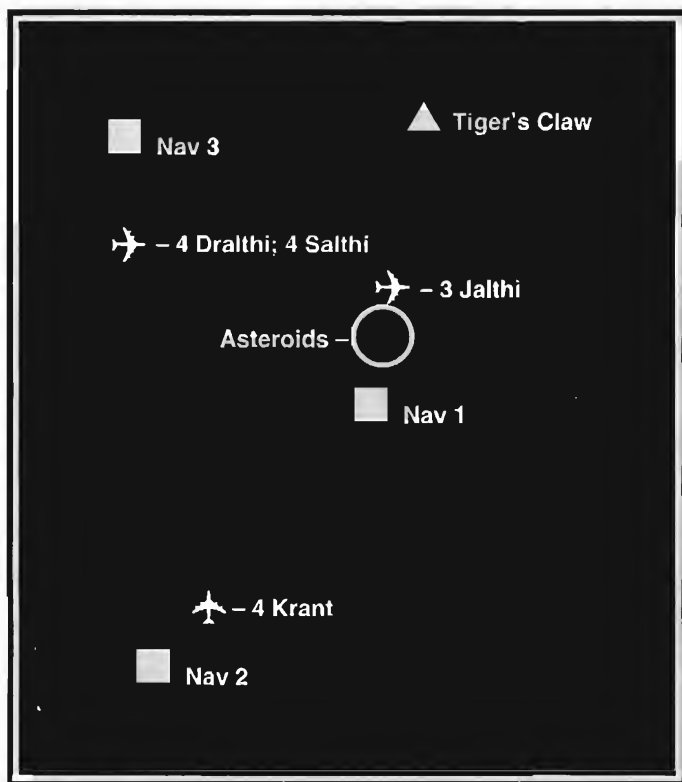 Tiger's Claw
Nav 3
– 4 Dralthi; 4 Salthi
– 3 Jalthi
Asteroids –
Nav 1
– 4 Krant
Nav 2